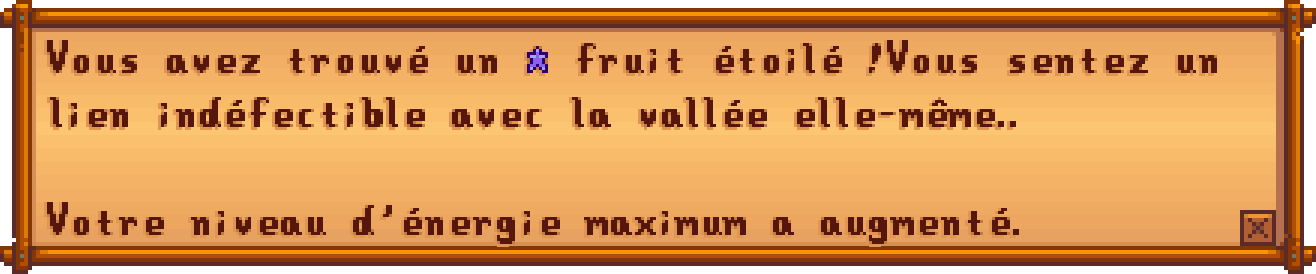 Vous avez trouvé un fruit étoilé !Vous sentez un
lien indéfectible avec la vallée elle-même..
Votre niveau d'énergie maximum a augmenté.